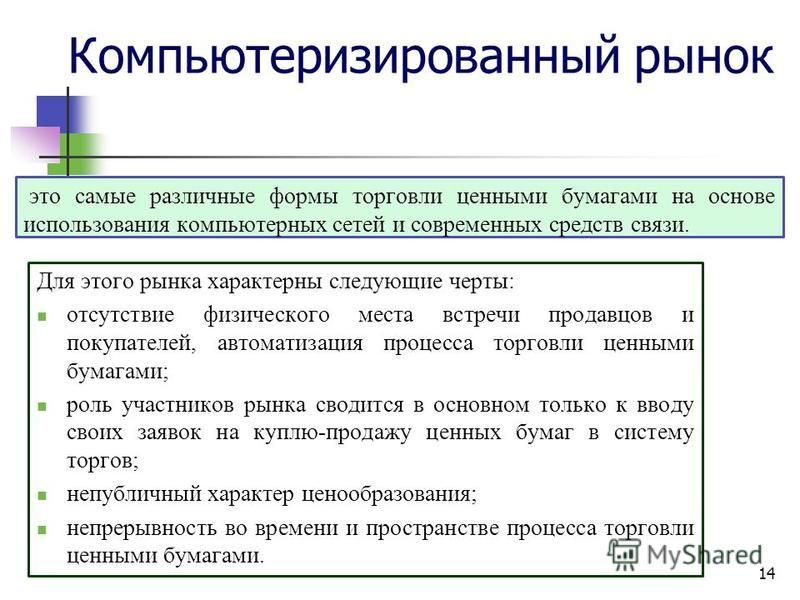 Компьютеризированный рынок
это самые различные формы торговли ценными бумагами на основе
использования компьютерных сетей и современных средств связи.
Для этого рынка характерны следующие черты:
отсутствие физического места встречи продавцов и
покупателей, автоматизация процесса торговли ценными
бумагами;
роль участников рынка сводится в основном только к вводу
своих заявок на куплю-продажу ценных бумаг в систему
торгов;
непубличный характер ценообразования;
непрерывность во времени и пространстве процесса торговли
ценными бумагами.
MyShared
14